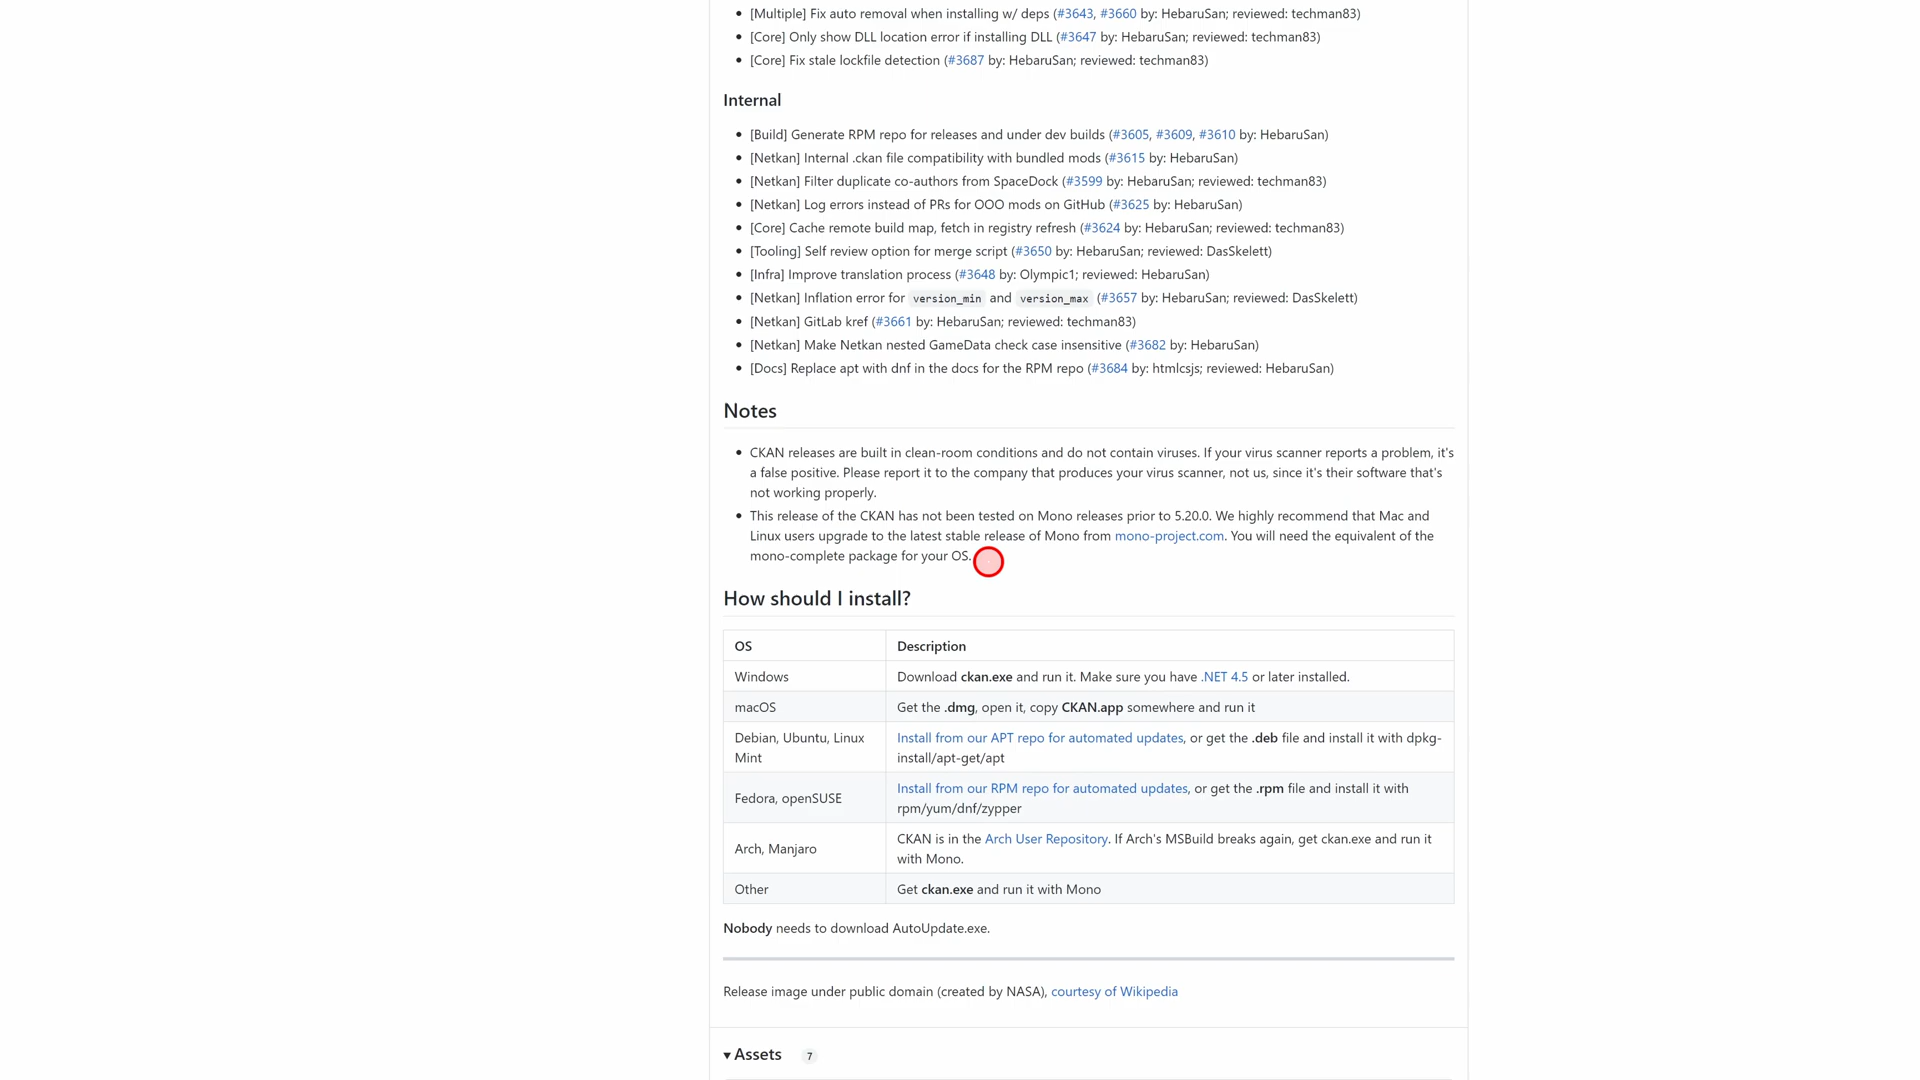 • [Multiple] Fix auto removal when installing w/ deps (#3643, #3660 by: HebaruSan; reviewed: techman83)
• [Core] Only show DLL location error if installing DLL (#3647 by: HebaruSan; reviewed: techman83)
• [Core] Fix stale lockfile detection (#3687 by: HebaruSan; reviewed: techman83)
Internal
• [Build] Generate RPM repo for releases and under dev builds (#3605, #3609, #3610 by: HebaruSan)
• [Netkan] Internal .ckan file compatibility with bundled mods (#3615 by: HebaruSan)
• [Netkan] Filter duplicate co-authors from SpaceDock (#3599 by: HebaruSan; reviewed: techman83)
• [Netkan] Log errors instead of PRs for OOO mods on GitHub (#3625 by: HebaruSan)
• [Core] Cache remote build map, fetch in registry refresh (#3624 by: HebaruSan; reviewed: techman83)
• [Tooling] Self review option for merge script (#3650 by: HebaruSan; reviewed: DasSkelett)
• [Infra] Improve translation process (#3648 by: Olympic1; reviewed: HebaruSan)
• [Netkan] Inflation error for version_min and version_max (#3657 by: HebaruSan; reviewed: DasSkelett)
• [Netkan] GitLab kref (#3661 by: HebaruSan; reviewed: techman83)
• [Netkan] Make Netkan nested GameData check case insensitive (#3682 by: HebaruSan)
• [Docs] Replace apt with dnf in the docs for the RPM repo (#3684 by: htmlcsjs; reviewed: HebaruSan)
Notes
• CKAN releases are built in clean-room conditions and do not contain viruses. If your virus scanner reports a problem, it's
a false positive. Please report it to the company that produces your virus scanner, not us, since it's their software that's
not working properly.
• This release of the CKAN has not been tested on Mono releases prior to 5.20.0. We highly recommend that Mac and
Linux users upgrade to the latest stable release of Mono from mono-project.com. You will need the equivalent of the
mono-complete package for your OS.
How should I install?
OS Description
Windows Download ckan.exe and run it. Make sure you have .NET 4.5 or later installed.
macOS Get the .dmg, open it, copy CKAN.app somewhere and run it
Debian, Ubuntu, Linux
Mint
Install from our APT repo for automated updates, or get the .deb file and install it with dpkg-
install/apt-get/apt
Fedora, openSUSE
Install from our RPM repo for automated updates, or get the .rpm file and install it with
rpm/yum/dnf/zypper
Arch, Manjaro
CKAN is in the Arch User Repository. If Arch's MSBuild breaks again, get ckan.exe and run it
with Mono.
Other Get ckan.exe and run it with Mono
Nobody needs to download AutoUpdate.exe.
Release image under public domain (created by NASA), courtesy of Wikipedia
▾ Assets 7